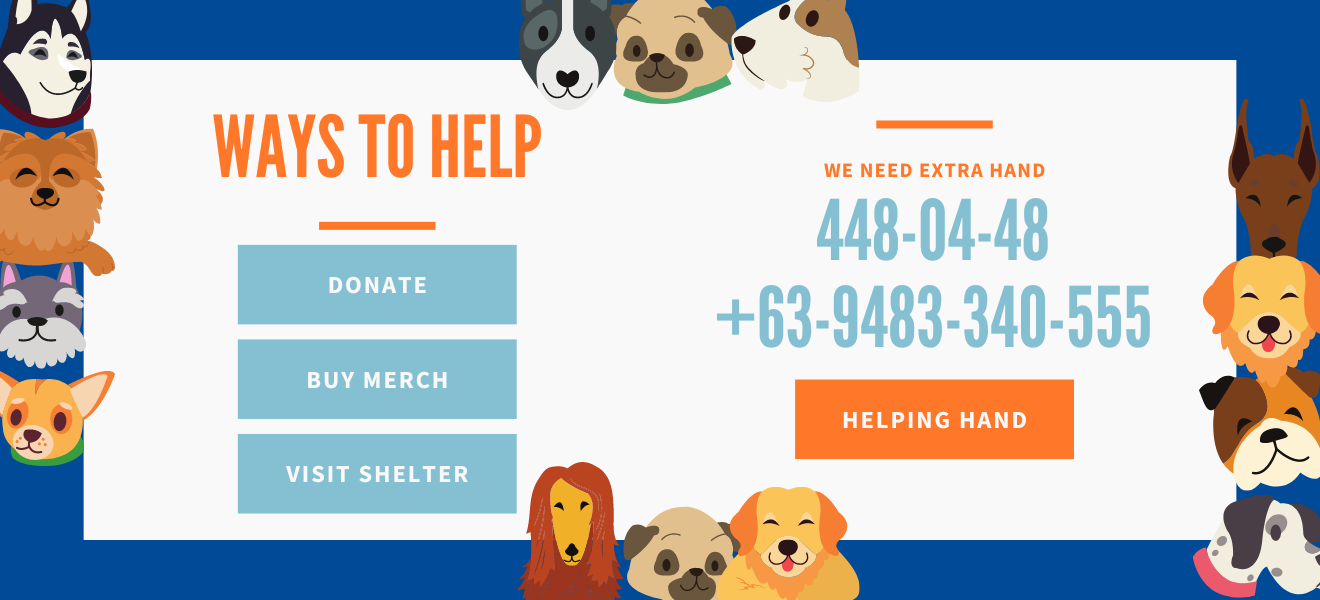 WAYS TO HELP
DONATE
BUY MERCH
VISIT SHELTER
WE NEED EXTRA HAND
448-04-48
+63-9483-340-555
HELPING HAND